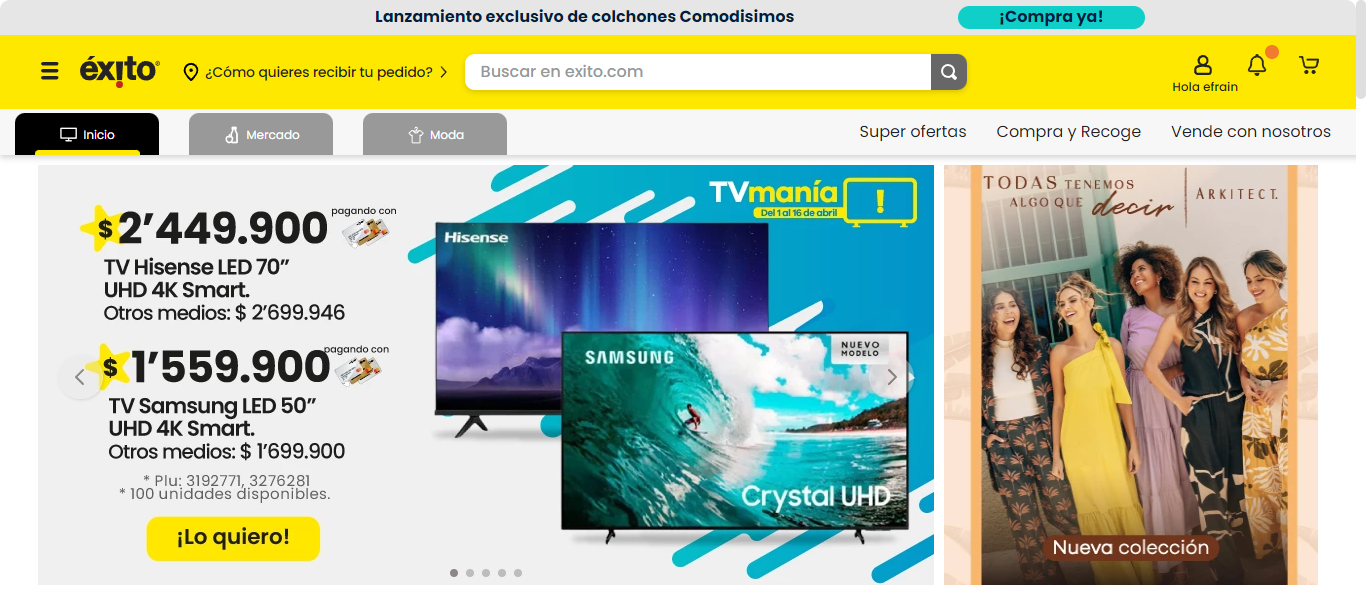 Lanzamiento exclusivo de colchones Comodisimos
¡Compra ya!
éxito
¿Cómo quieres recibir tu pedido?
Buscar en exito.com
Hola efrain
Inicio
Mercado
Moda
Super ofertas
Compra y Recoge
Vende con nosotros
$2’449.900
pagando con
TV Hisense LED 70”
UHD 4K Smart.
Otros medios: $ 2’699.946
$1’559.900
pagando con
TV Samsung LED 50”
UHD 4K Smart.
Otros medios: $ 1’699.900
* Plu: 3192771, 3276281
* 100 unidades disponibles.
¡Lo quiero!
TVmanía
Del 1 al 16 de abril
!
Hisense
SAMSUNG
NUEVO
MODELO
Crystal UHD
TODAS TENEMOS
ALGO QUE decir
ARKITECT.
Nueva colección